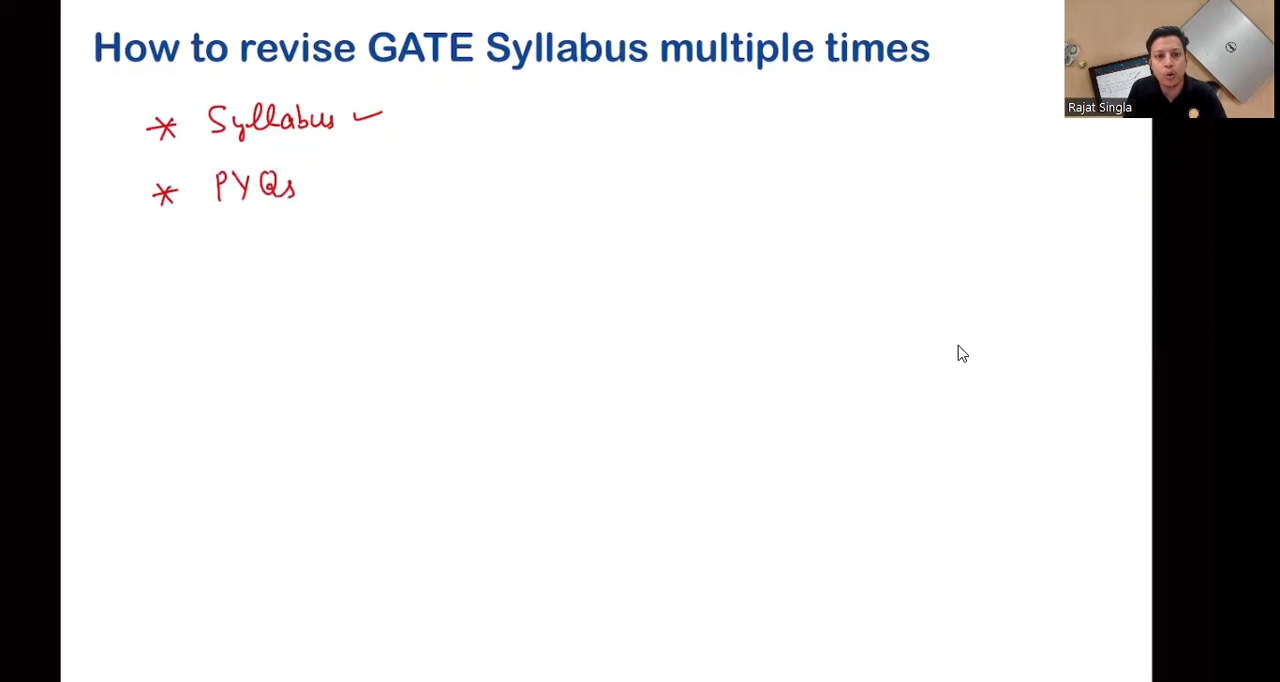 How to revise GATE Syllabus multiple times
* Syllabus ✓
* PYQs
Rajat Singla